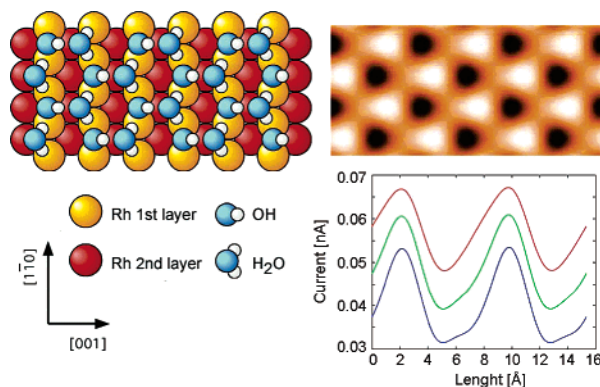 Rh 1st layer
OH
Rh 2nd layer
H₂O
[11̄0]
[001]
0.07
0.06
0.05
0.04
0.03
Current [nA]
0 2 4 6 8 10 12 14 16
Lenght [Å]